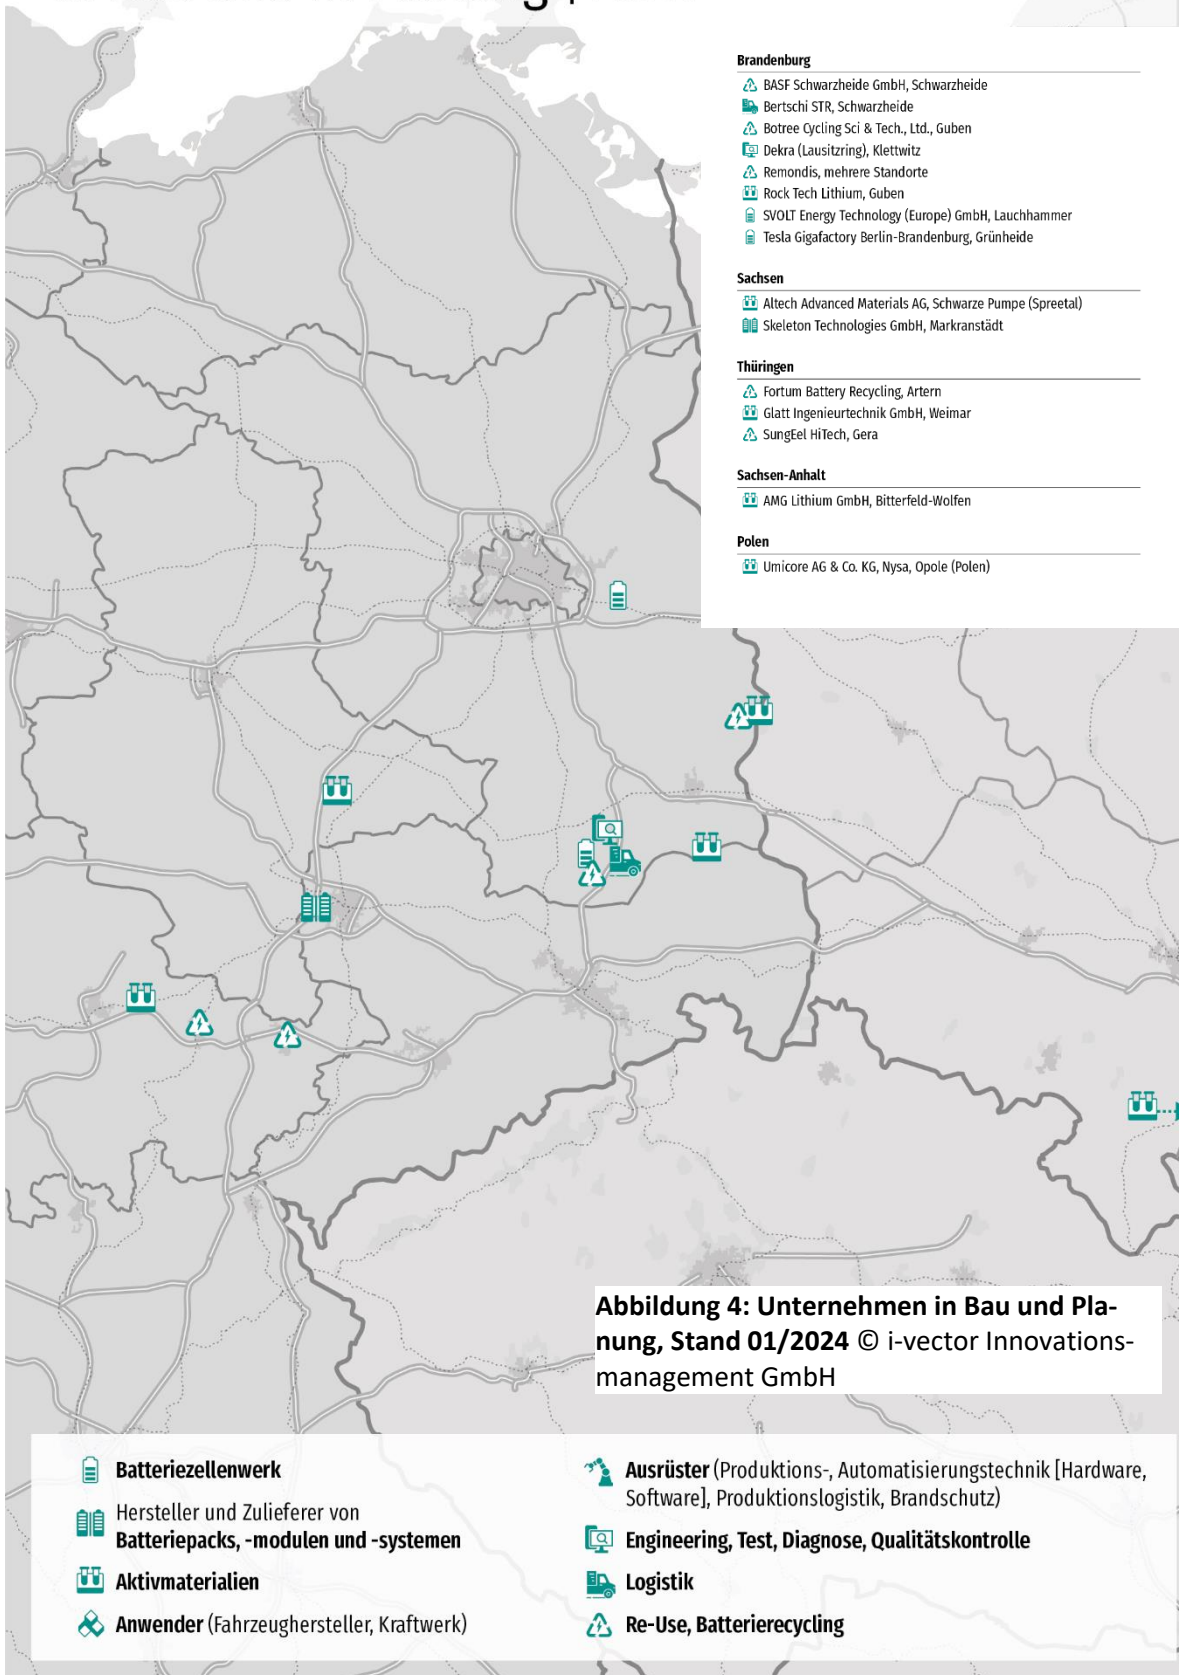 Brandenburg
BASF Schwarzheide GmbH, Schwarzheide
Bertschi STR, Schwarzheide
Botree Cycling Sci & Tech., Ltd., Guben
Dekra (Lausitzring), Klettwitz
Remondis, mehrere Standorte
Rock Tech Lithium, Guben
SVOLT Energy Technology (Europe) GmbH, Lauchhammer
Tesla Gigafactory Berlin-Brandenburg, Grünheide
Sachsen
Altech Advanced Materials AG, Schwarze Pumpe (Spreetal)
Skeleton Technologies GmbH, Markranstädt
Thüringen
Fortum Battery Recycling, Artern
Glatt Ingenieurtechnik GmbH, Weimar
SungEel HiTech, Gera
Sachsen-Anhalt
AMG Lithium GmbH, Bitterfeld-Wolfen
Polen
Umicore AG & Co. KG, Nysa, Opole (Polen)
Abbildung 4: Unternehmen in Bau und Pla-
nung, Stand 01/2024 © i-vector Innovations-
management GmbH
Batteriezellenwerk
Hersteller und Zulieferer von
Batteriepacks, -modulen und -systemen
Aktivmaterialien
Anwender (Fahrzeughersteller, Kraftwerk)
Ausrüster (Produktions-, Automatisierungstechnik [Hardware,
Software], Produktionslogistik, Brandschutz)
Engineering, Test, Diagnose, Qualitätskontrolle
Logistik
Re-Use, Batterierecycling